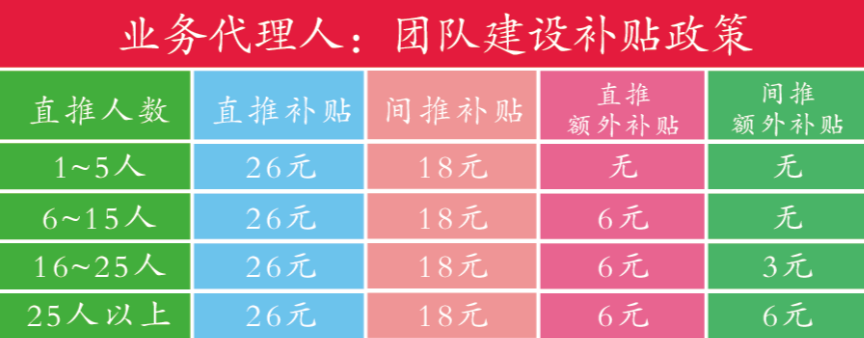 业务代理人：团队建设补贴政策
直推人数 直推补贴 间推补贴 直推 间推
额外补贴 额外补贴
1~5人 26元 18元 无 无
6~15人 26元 18元 6元 无
16~25人 26元 18元 6元 3元
25人以上 26元 18元 6元 6元